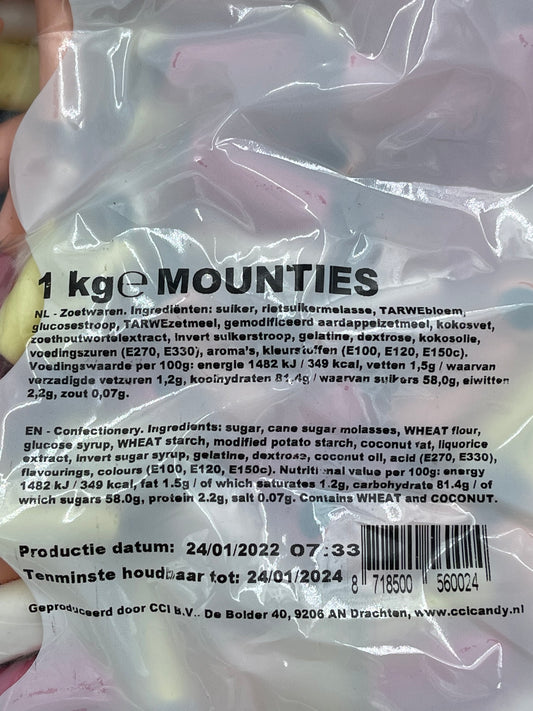 1 kg℮ MOUNTIES
NL - Zoetwaren. Ingrediënten: suiker, rietsuikermelasse, TARWEbloem,
glucosestroop, TARWEzetmeel, gemodificeerd aardappelzetmeel, kokosvet,
zoethoutwortelextract, invert suikerstroop, gelatine, dextrose, kokosolie,
voedingszuren (E270, E330), aroma's, kleurstoffen (E100, E120, E150c).
Voedingswaarde per 100g: energie 1482 kJ / 349 kcal, vetten 1,5g / waarvan
verzadigde vetzuren 1,2g, koolhydraten 81,4g / waarvan suikers 58,0g, eiwitten
2,2g, zout 0,07g.
EN - Confectionery. Ingredients: sugar, cane sugar molasses, WHEAT flour,
glucose syrup, WHEAT starch, modified potato starch, coconut fat, liquorice
extract, invert sugar syrup, gelatine, dextrose, coconut oil, acid (E270, E330),
flavourings, colours (E100, E120, E150c). Nutritional value per 100g: energy
1482 kJ / 349 kcal, fat 1.5g / of which saturates 1.2g, carbohydrate 81.4g / of
which sugars 58.0g, protein 2.2g, salt 0.07g. Contains WHEAT and COCONUT.
Productie datum: 24/01/2022 07:33
Tenminste houdbaar tot: 24/01/2024
8 718500 560024
Geproduceerd door CCI B.V.. De Bolder 40, 9206 AN Drachten, www.ccicandy.nl